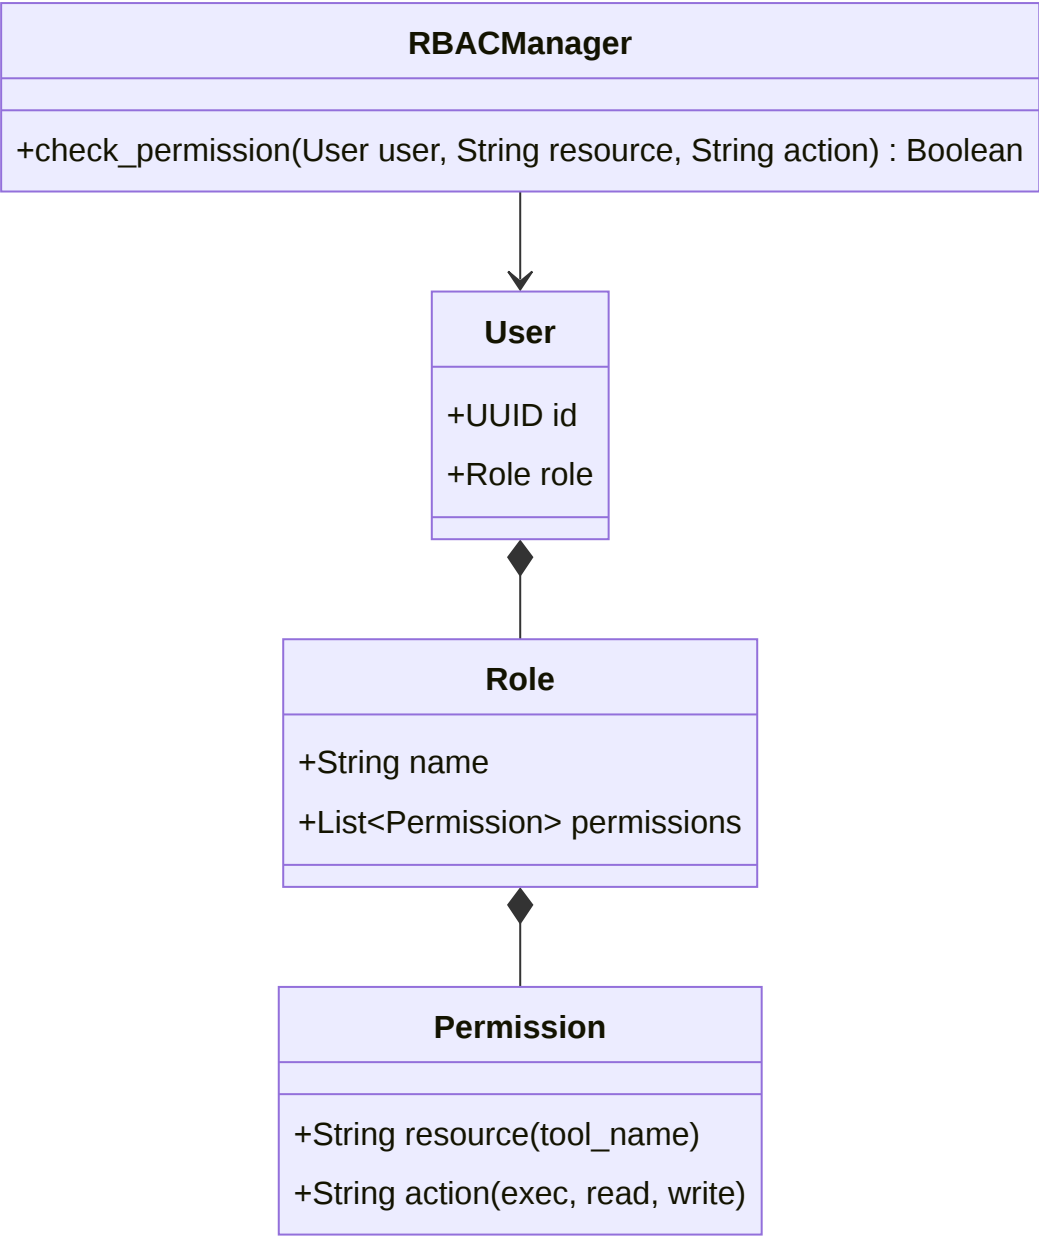 RBACManager
+check_permission(User user, String resource, String action) : Boolean
User
+UUID id
+Role role
Role
+String name
+List<Permission> permissions
Permission
+String resource(tool_name)
+String action(exec, read, write)